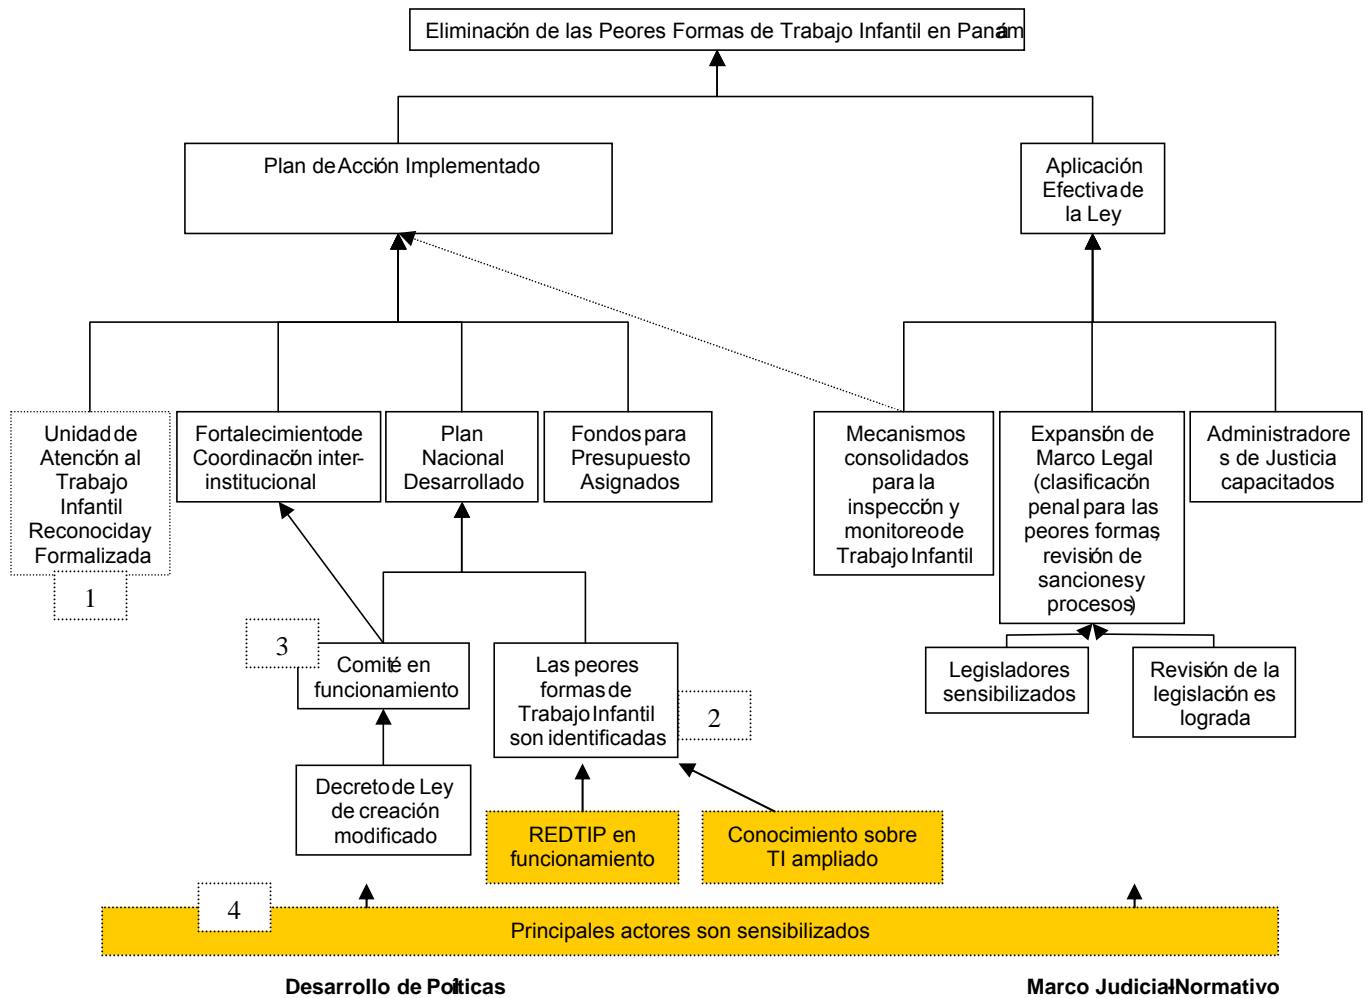 Eliminación de las Peores Formas de Trabajo Infantil en Panám
Plan de Acción Implementado
Aplicación
Efectiva de
la Ley
Unidad de
Atención al
Trabajo
Infantil
Reconocida y
Formalizada
1
Fortalecimiento de
Coordinación inter-
institucional
Plan
Nacional
Desarrollado
Fondos para
Presupuesto
Asignados
Mecanismos
consolidados
para la
inspección y
monitoreo de
Trabajo Infantil
Expansión de
Marco Legal
(clasificación
penal para las
peores formas,
revisión de
sanciones y
procesos)
Administradore
s de Justicia
capacitados
3
Comité en
funcionamiento
Las peores
formas de
Trabajo Infantil
son identificadas
2
Legisladores
sensibilizados
Revisión de la
legislación es
lograda
Decreto de Ley
de creación
modificado
REDTIP en
funcionamiento
Conocimiento sobre
TI ampliado
4
Principales actores son sensibilizados
Desarrollo de Políticas
Marco Judicial-Normativo